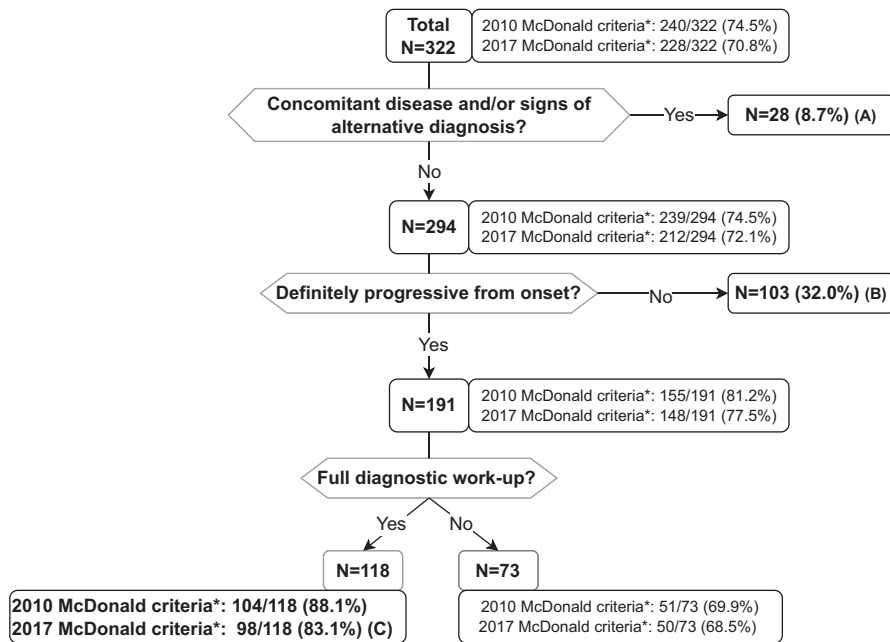 Total
N=322
2010 McDonald criteria*: 240/322 (74.5%)
2017 McDonald criteria*: 228/322 (70.8%)
Concomitant disease and/or signs of
alternative diagnosis?
Yes
N=28 (8.7%) (A)
No
N=294
2010 McDonald criteria*: 239/294 (74.5%)
2017 McDonald criteria*: 212/294 (72.1%)
Definitely progressive from onset?
No
N=103 (32.0%) (B)
Yes
N=191
2010 McDonald criteria*: 155/191 (81.2%)
2017 McDonald criteria*: 148/191 (77.5%)
Full diagnostic work-up?
Yes
No
N=118
N=73
2010 McDonald criteria*: 104/118 (88.1%)
2017 McDonald criteria*: 98/118 (83.1%) (C)
2010 McDonald criteria*: 51/73 (69.9%)
2017 McDonald criteria*: 50/73 (68.5%)